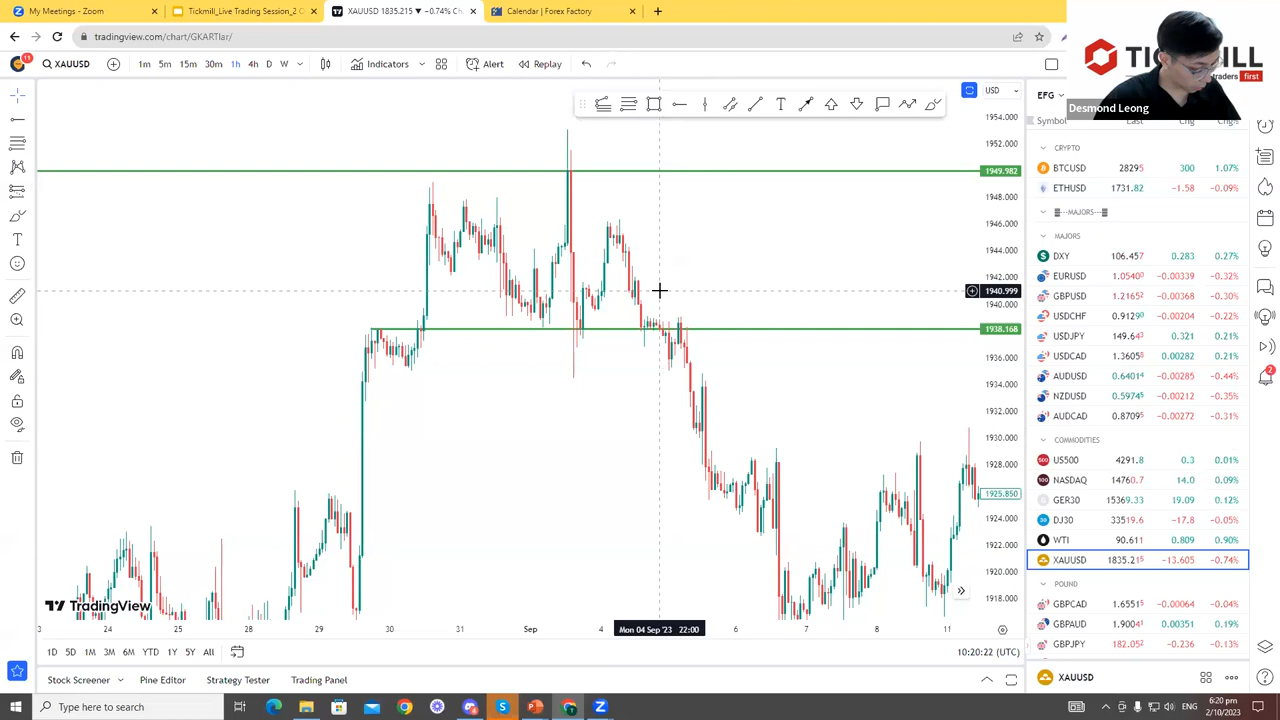 My Meetings - Zoom
Tickmill_Live Trading Session_2 O
XAUUSD 1835.215 −0.74% Ch
Calendar | Forex Factory
tradingview.com/chart/GKARTIar/
11
XAUUSD
1m 5m 15m 30m 1h 4h D W
Indicators
Alert
Replay
TICKMILL
traders first
Desmond Leong
USD
EFG
Symbol Last Chg Chg%
CRYPTO
BTCUSD 28295 300 1.07%
ETHUSD 1731.82 −1.58 −0.09%
MAJORS
MAJORS
DXY 106.457 0.283 0.27%
EURUSD 1.05400 −0.00339 −0.32%
GBPUSD 1.21652 −0.00368 −0.30%
USDCHF 0.91290 −0.00204 −0.22%
USDJPY 149.643 0.321 0.21%
USDCAD 1.36058 0.00282 0.21%
AUDUSD 0.64014 −0.00285 −0.44%
NZDUSD 0.59745 −0.00212 −0.35%
AUDCAD 0.87095 −0.00272 −0.31%
COMMODITIES
US500 4291.8 0.3 0.01%
NASDAQ 14760.7 14.0 0.09%
GER30 15369.33 19.09 0.12%
DJ30 33519.6 −17.8 −0.05%
WTI 90.611 0.809 0.90%
XAUUSD 1835.215 −13.605 −0.74%
POUND
GBPCAD 1.65515 −0.00064 −0.04%
GBPAUD 1.90041 0.00351 0.19%
GBPJPY 182.052 −0.236 −0.13%
XAUUSD
2
1954.000
1952.000
1949.982
1948.000
1946.000
1944.000
1942.000
1940.999
1940.000
1938.168
1936.000
1934.000
1932.000
1930.000
1928.000
1925.850
1924.000
1922.000
1920.000
1918.000
TradingView
3 24 25 28 29 30 31 Sep 4 Mon 04 Sep '23 22:00 6 7 8 11
1D 5D 1M 3M 6M YTD 1Y 5Y All
10:20:22 (UTC)
Stock Screener
Pine Editor
Strategy Tester
Trading Panel
Type here to search
ENG
6:20 pm
2/10/2023